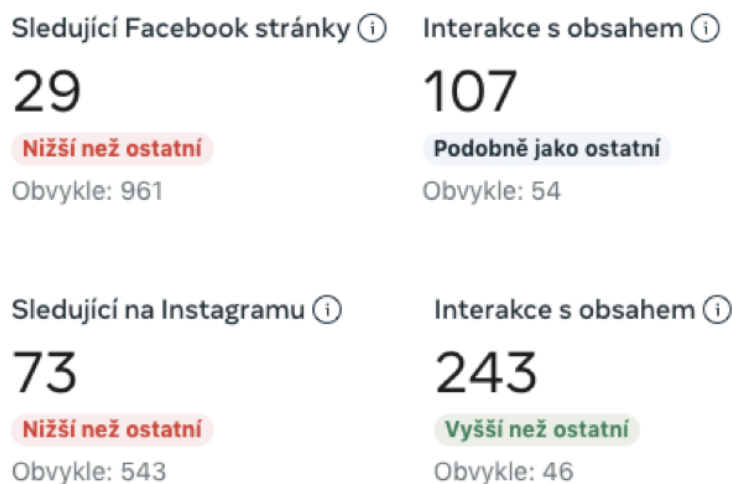 Sledující Facebook stránky
29
Nižší než ostatní
Obvykle: 961
Interakce s obsahem
107
Podobně jako ostatní
Obvykle: 54
Sledující na Instagramu
73
Nižší než ostatní
Obvykle: 543
Interakce s obsahem
243
Vyšší než ostatní
Obvykle: 46